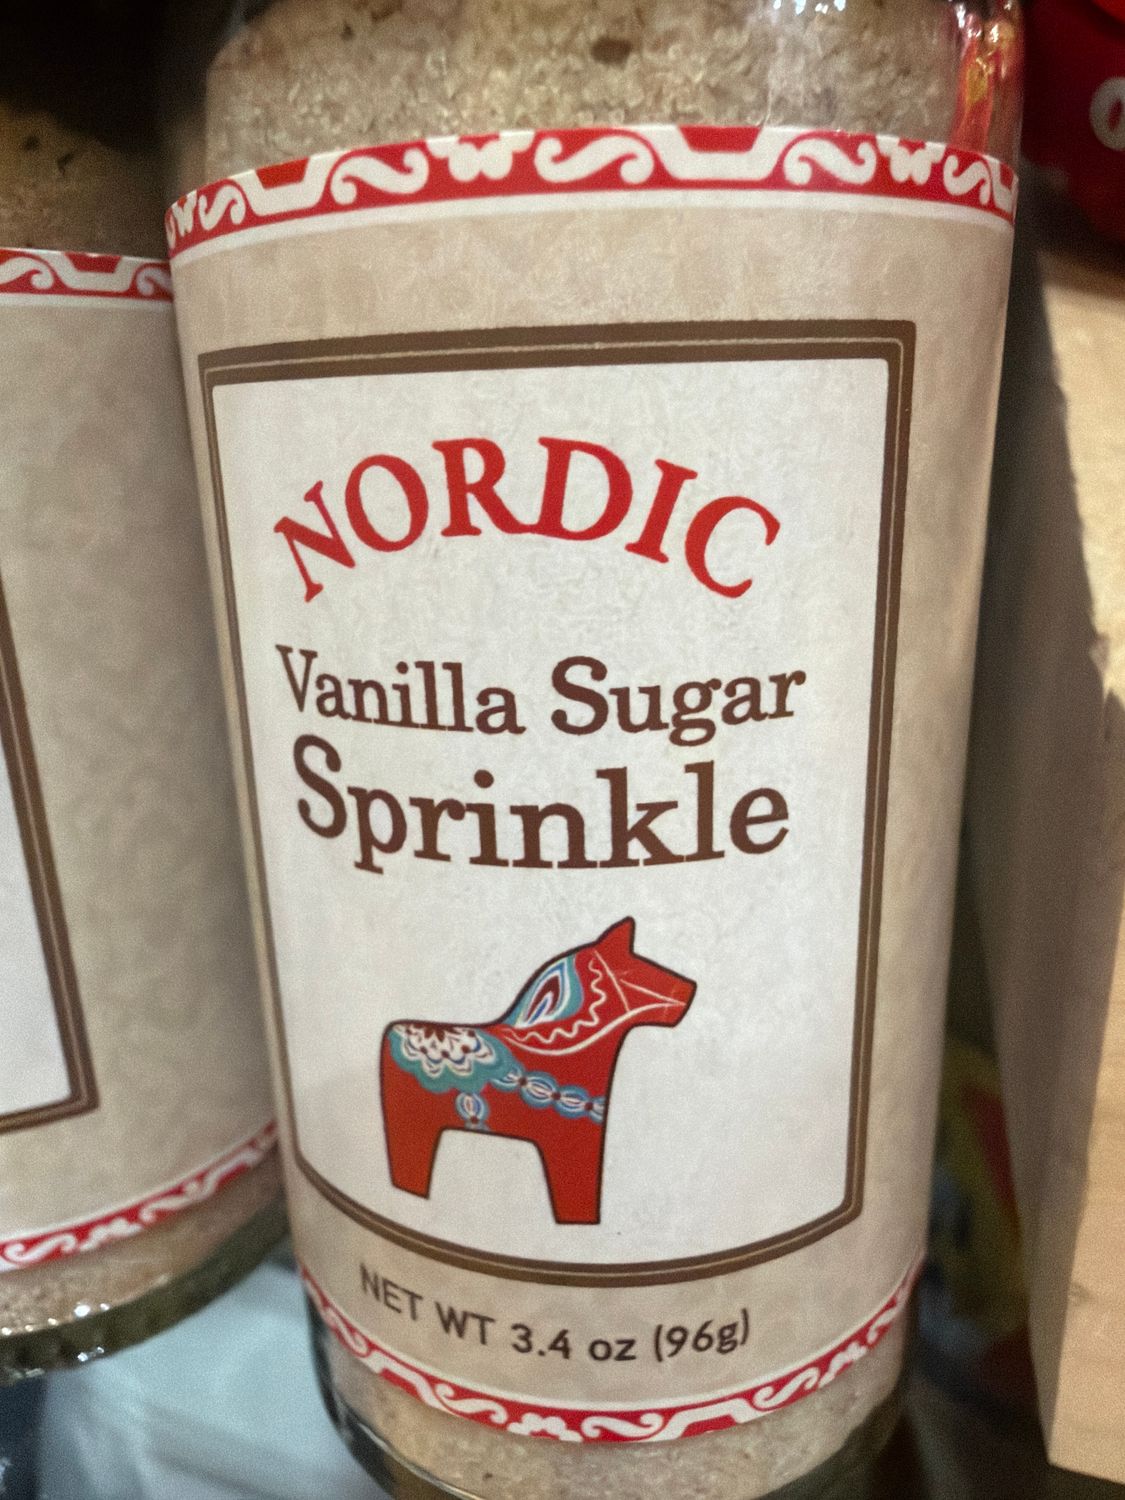 NORDIC
Vanilla Sugar
Sprinkle
NET WT 3.4 oz (96g)